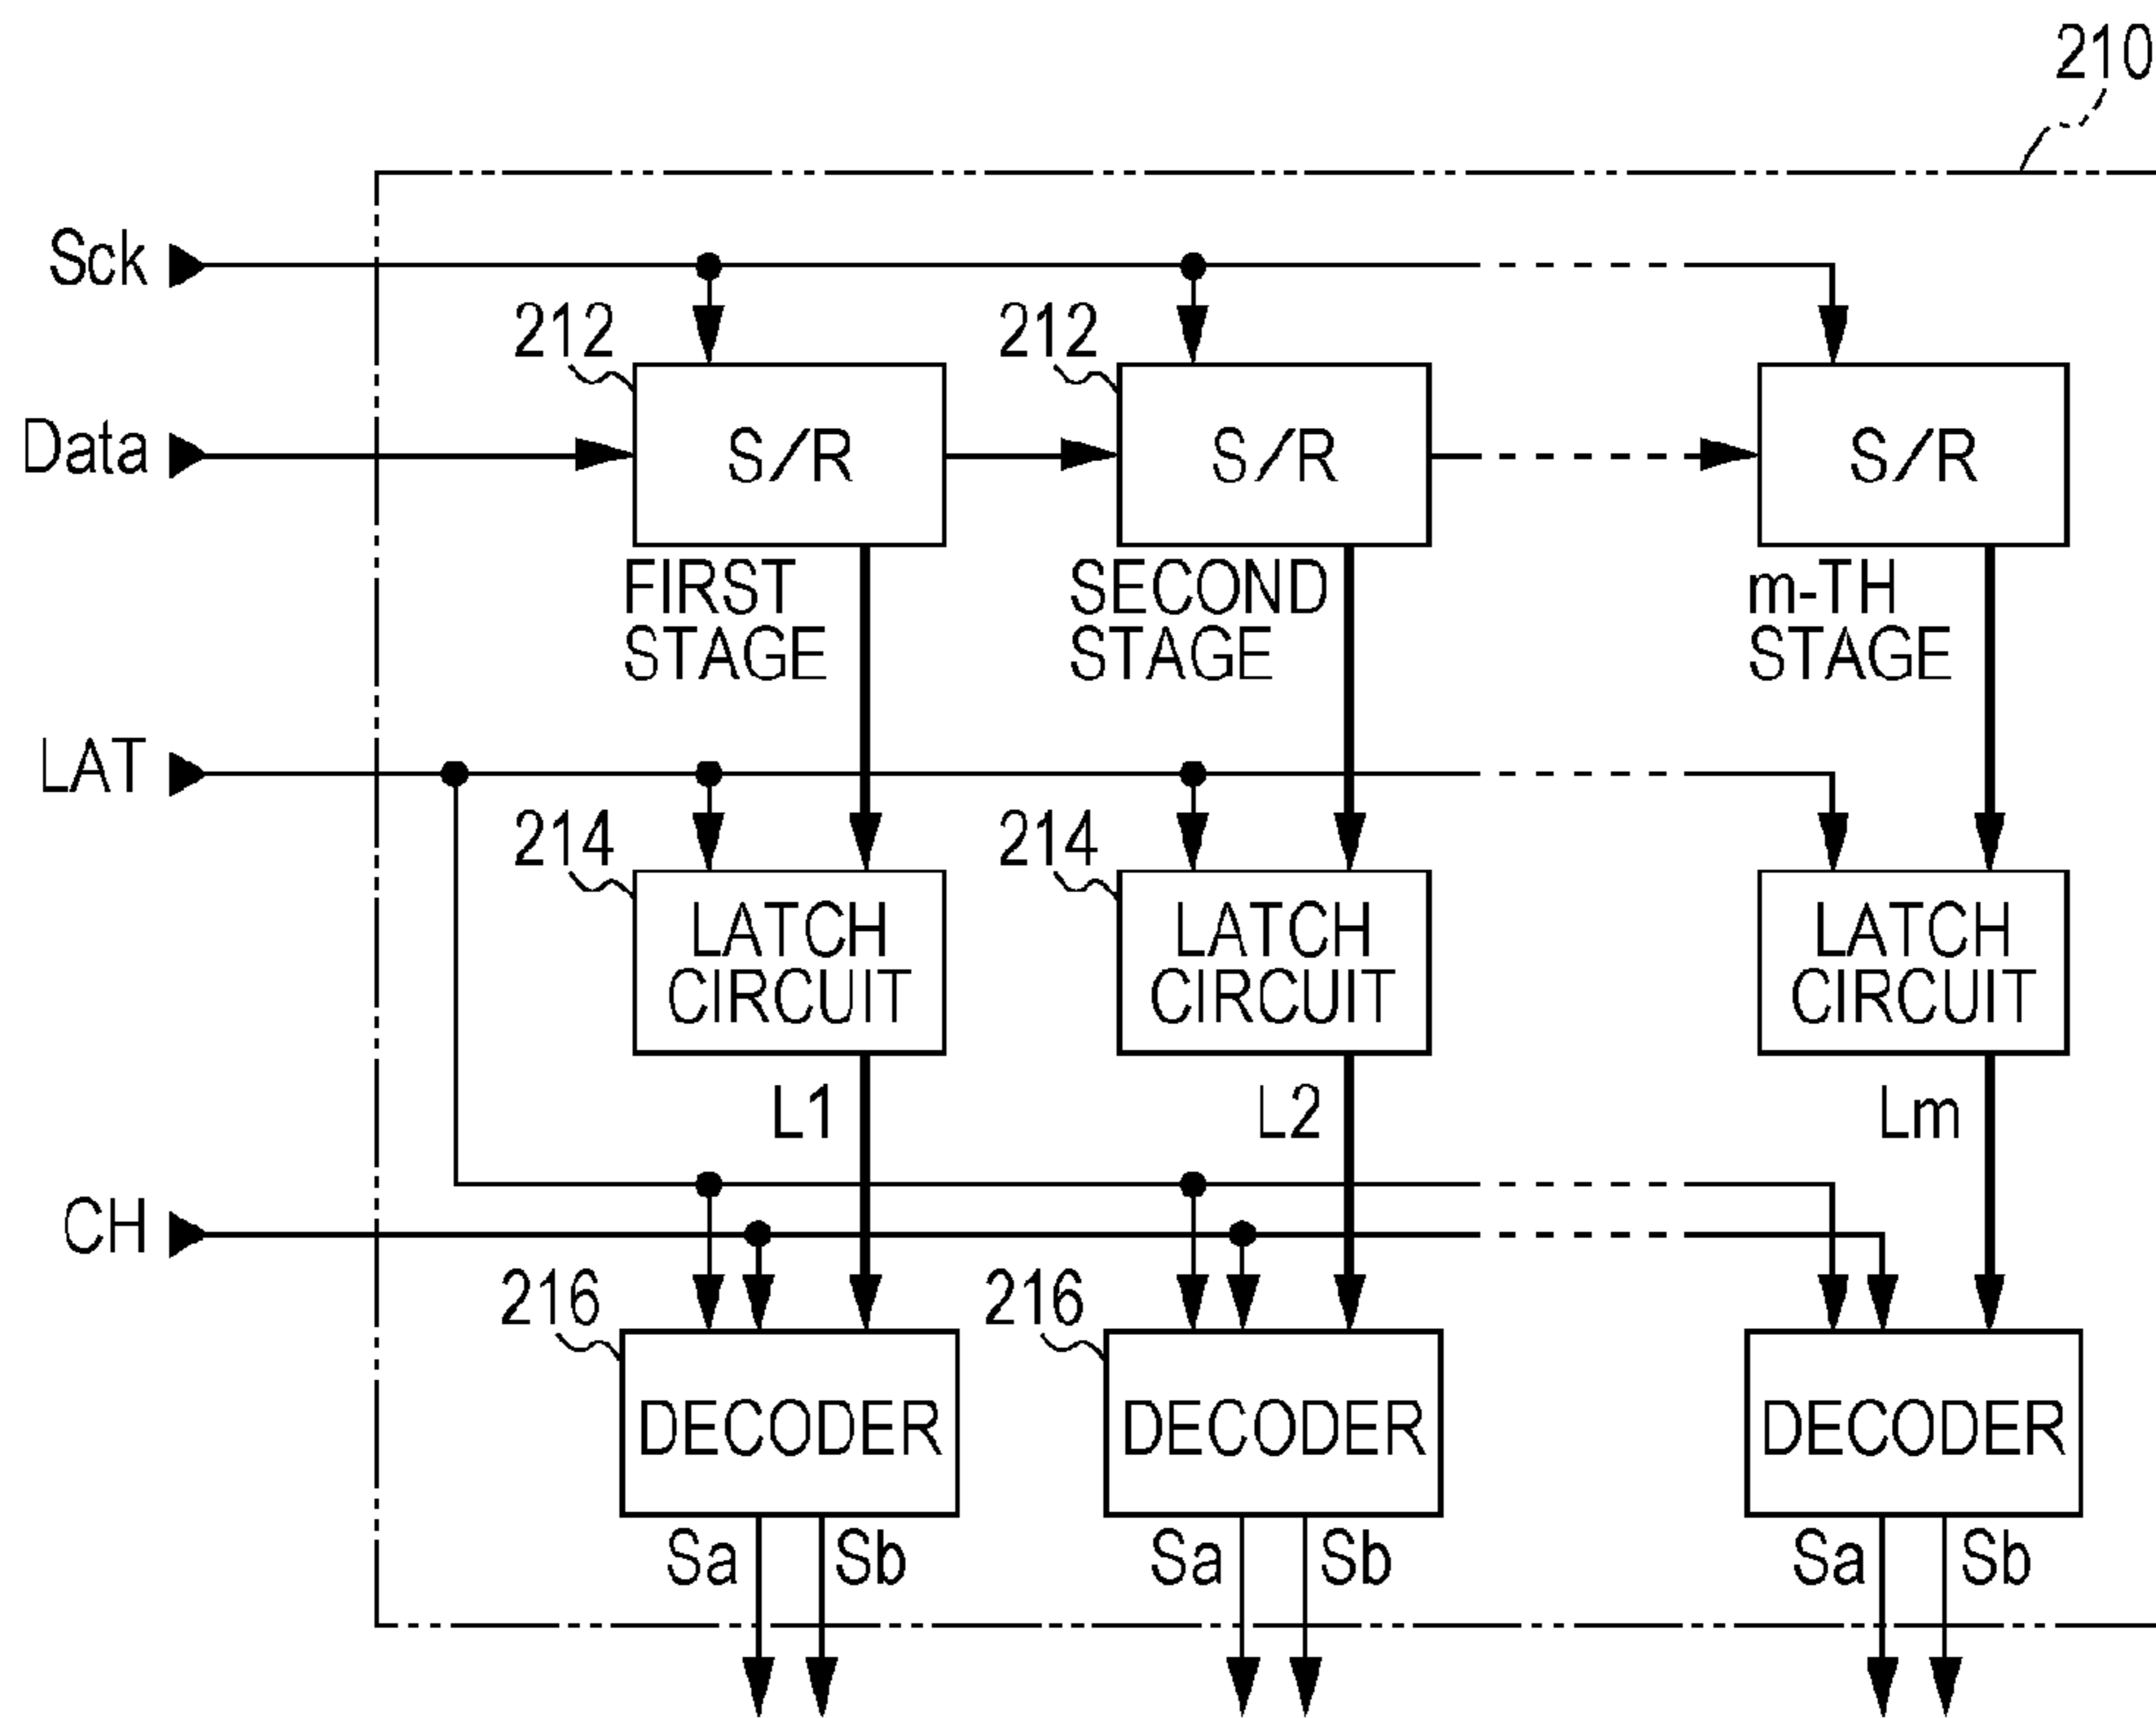 210
Sck
212
212
Data
S/R
S/R
S/R
FIRST
STAGE
SECOND
STAGE
m-TH
STAGE
LAT
214
214
LATCH
CIRCUIT
LATCH
CIRCUIT
LATCH
CIRCUIT
L1
L2
Lm
CH
216
216
DECODER
DECODER
DECODER
Sa
Sb
Sa
Sb
Sa
Sb